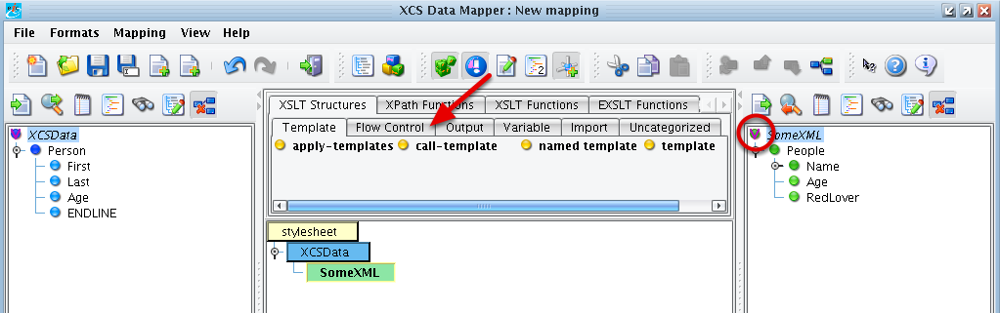 XCS Data Mapper : New mapping
File Formats Mapping View Help
XSLT Structures XPath Functions XSLT Functions EXSLT Functions
Template Flow Control Output Variable Import Uncategorized
apply-templates call-template named template template
XCSData
Person
First
Last
Age
ENDLINE
stylesheet
XCSData
SomeXML
SomeXML
People
Name
Age
RedLover